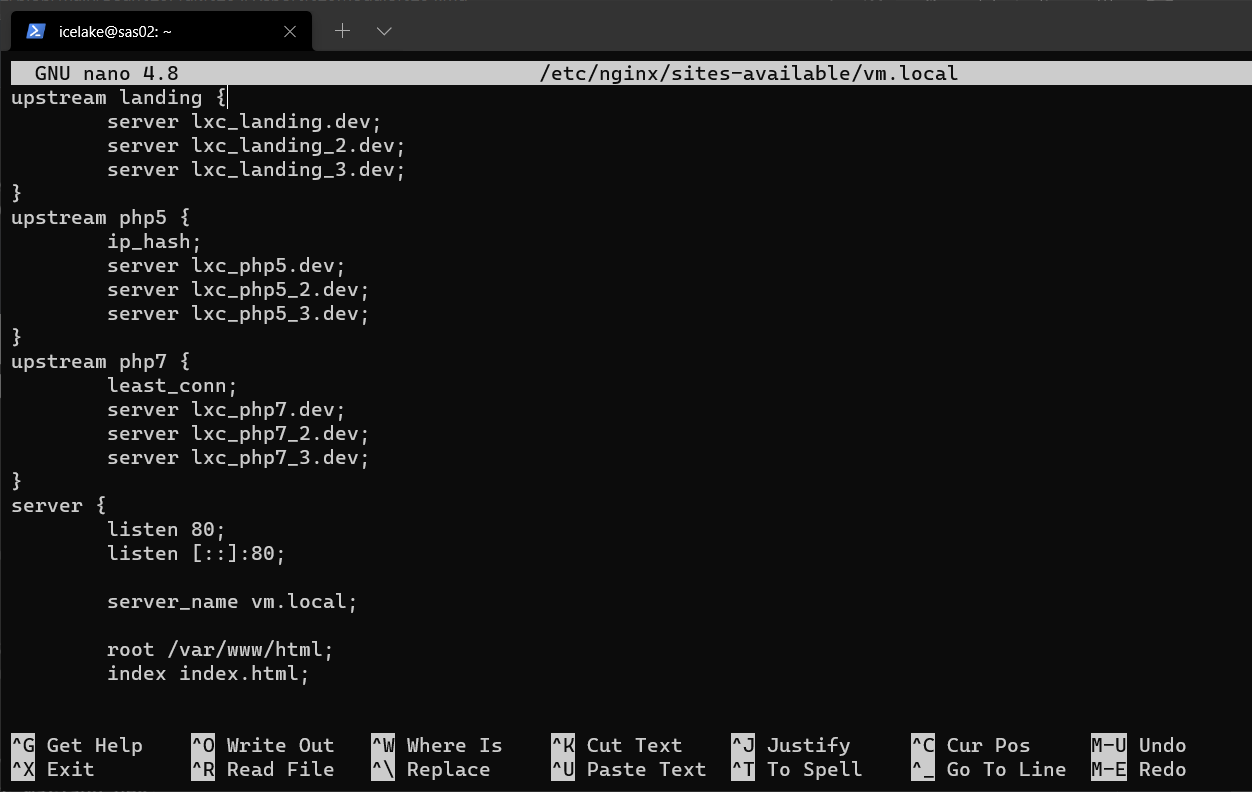 icelake@sas02: ~
GNU nano 4.8 /etc/nginx/sites-available/vm.local
upstream landing {
        server lxc_landing.dev;
        server lxc_landing_2.dev;
        server lxc_landing_3.dev;
}
upstream php5 {
        ip_hash;
        server lxc_php5.dev;
        server lxc_php5_2.dev;
        server lxc_php5_3.dev;
}
upstream php7 {
        least_conn;
        server lxc_php7.dev;
        server lxc_php7_2.dev;
        server lxc_php7_3.dev;
}
server {
        listen 80;
        listen [::]:80;

        server_name vm.local;

        root /var/www/html;
        index index.html;

^G Get Help ^O Write Out ^W Where Is ^K Cut Text ^J Justify ^C Cur Pos M-U Undo
^X Exit ^R Read File ^\ Replace ^U Paste Text ^T To Spell ^_ Go To Line M-E Redo